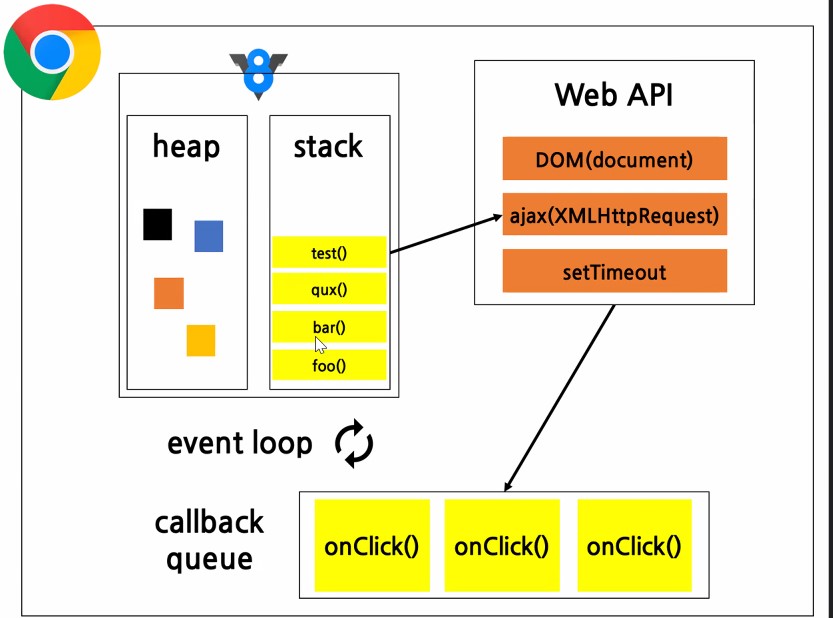 8
heap
stack
test()
qux()
bar()
foo()
Web API
DOM(document)
ajax(XMLHttpRequest)
setTimeout
event loop
callback
queue
onClick()
onClick()
onClick()